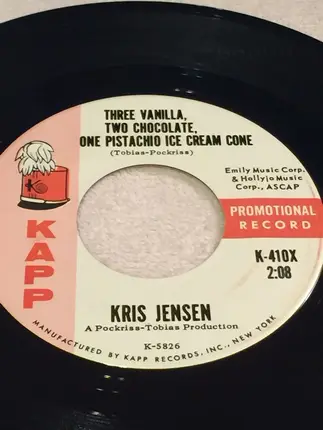 THREE VANILLA,
TWO CHOCOLATE,
ONE PISTACHIO ICE CREAM CONE
(Tobias-Pockriss)
Emily Music Corp.
& Hollyjo Music
Corp., ASCAP
K
KAPP
PROMOTIONAL
RECORD
K-410X
2:08
KRIS JENSEN
A Pockriss-Tobias Production
K-5826
MANUFACTURED BY KAPP RECORDS, INC., NEW YORK